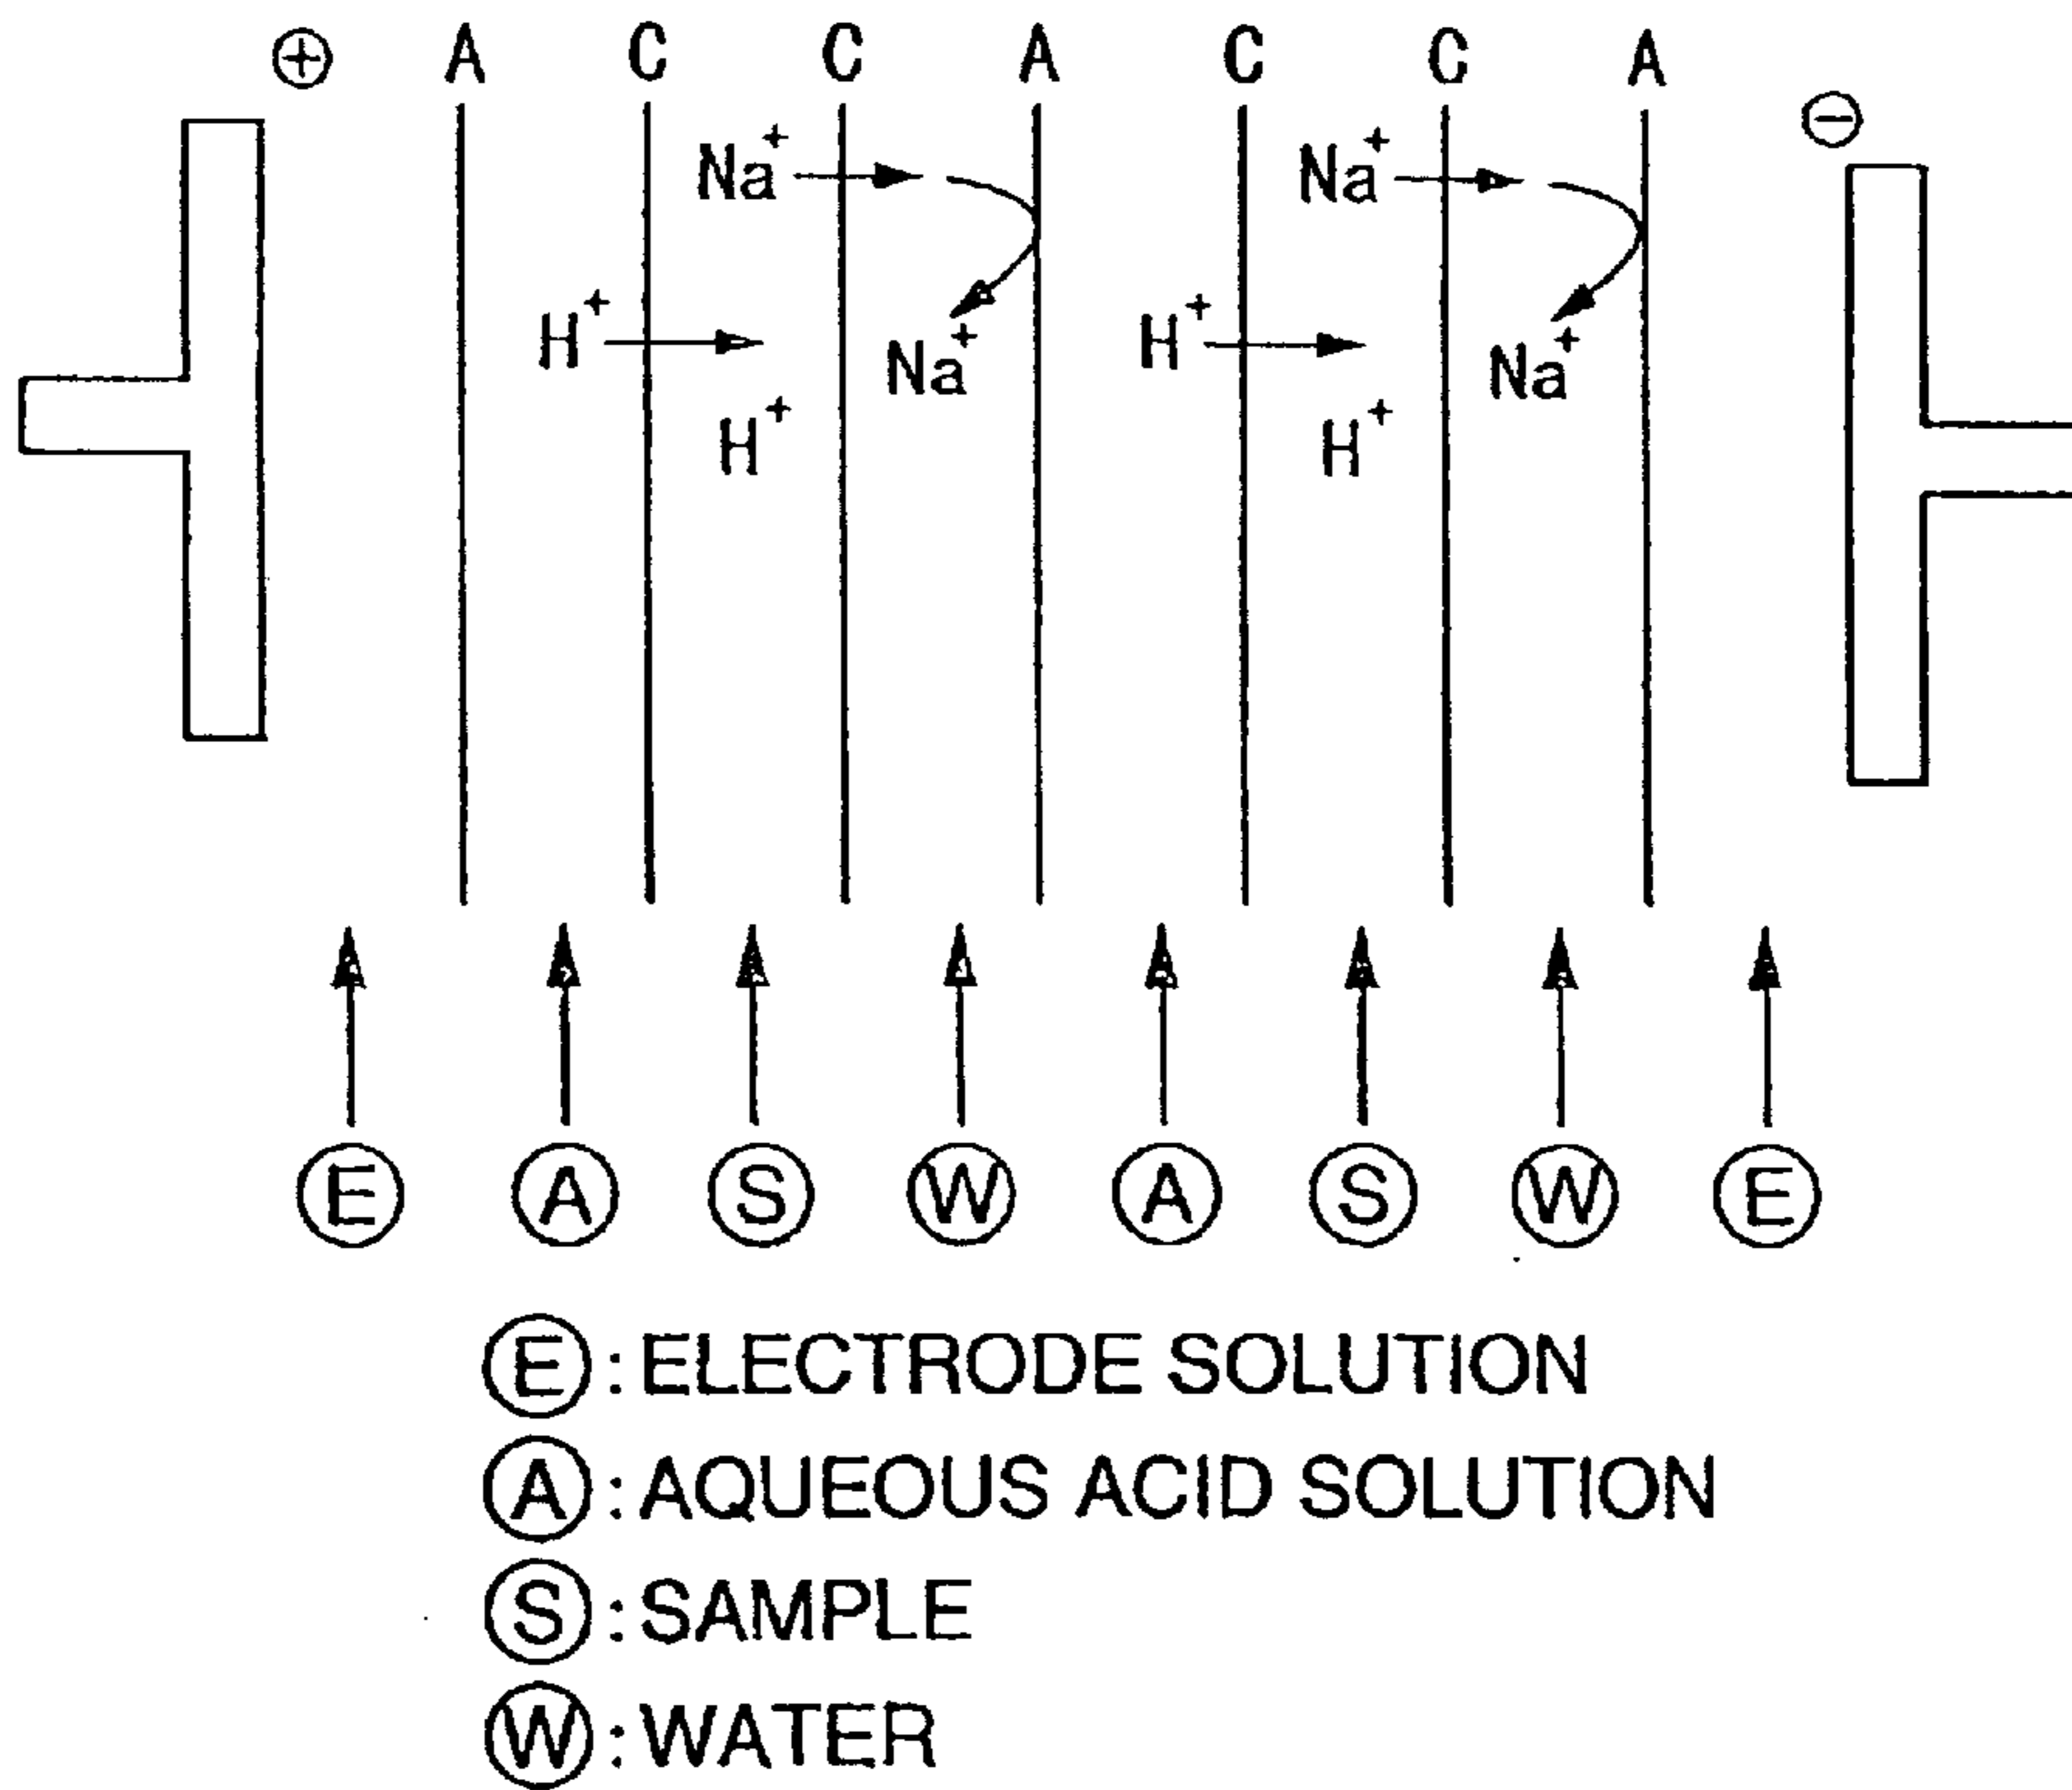 ⊕ A C C A C C A ⊖
Na⁺ Na⁺
H⁺ H⁺
Na⁺ Na⁺
H⁺ H⁺
Ⓔ Ⓐ Ⓢ Ⓦ Ⓐ Ⓢ Ⓦ Ⓔ
Ⓔ: ELECTRODE SOLUTION
Ⓐ: AQUEOUS ACID SOLUTION
Ⓢ: SAMPLE
Ⓦ: WATER